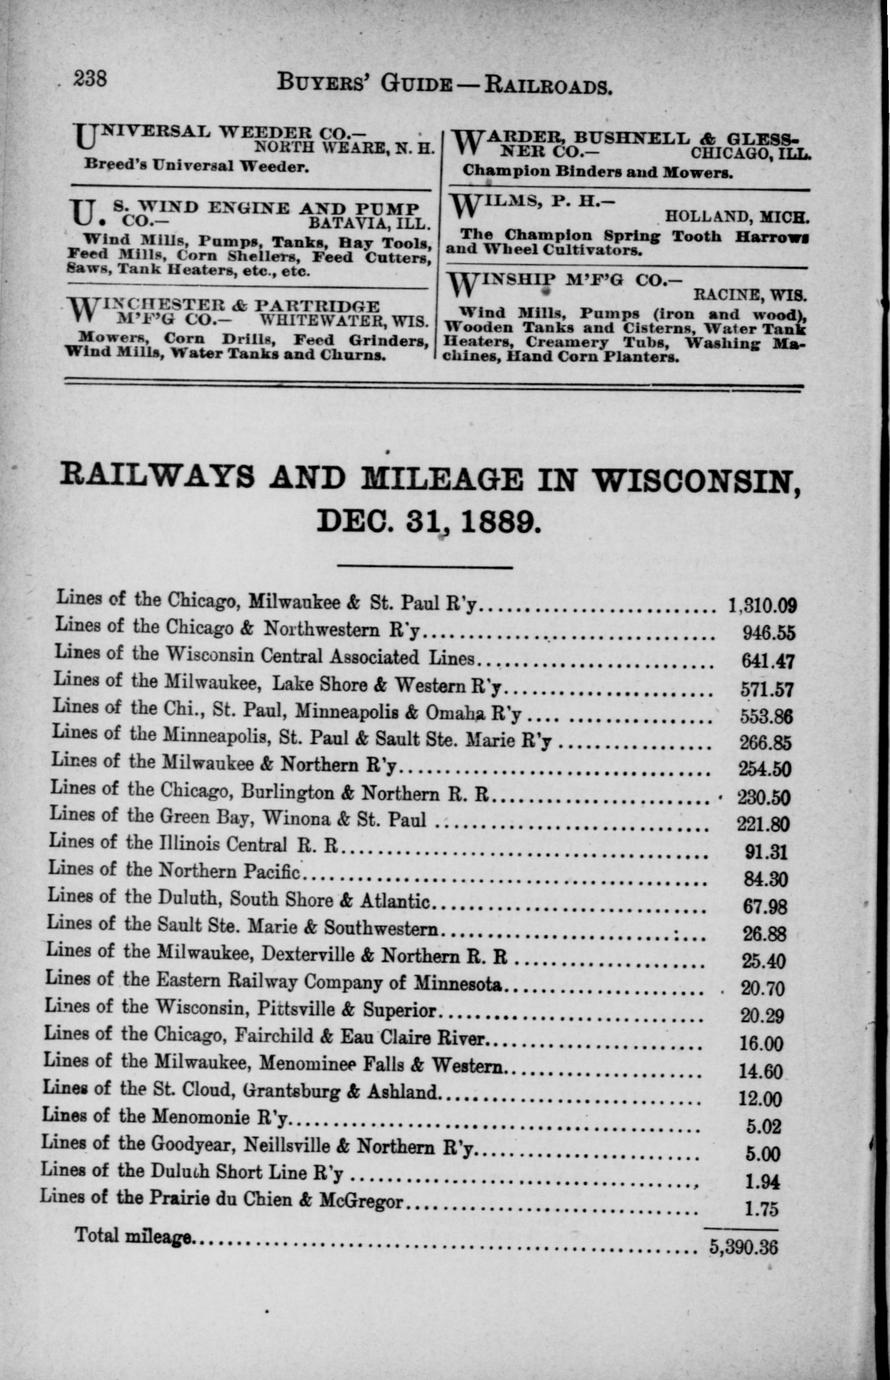 238
BUYERS' GUIDE — RAILROADS.
UNIVERSAL WEEDER CO.—
NORTH WEARE, N. H.
Breed's Universal Weeder.
U. S. WIND ENGINE AND PUMP
CO.— BATAVIA, ILL.
Wind Mills, Pumps, Tanks, Hay Tools,
Feed Mills, Corn Shellers, Feed Cutters,
Saws, Tank Heaters, etc., etc.
WINCHESTER & PARTRIDGE
M'F'G CO.— WHITEWATER, WIS.
Mowers, Corn Drills, Feed Grinders,
Wind Mills, Water Tanks and Churns.
WARDER, BUSHNELL & GLESS-
NER CO.— CHICAGO, ILL.
Champion Binders and Mowers.
WILMS, P. H.—
HOLLAND, MICH.
The Champion Spring Tooth Harrows
and Wheel Cultivators.
WINSHIP M'F'G CO.—
RACINE, WIS.
Wind Mills, Pumps (iron and wood),
Wooden Tanks and Cisterns, Water Tank
Heaters, Creamery Tubs, Washing Ma-
chines, Hand Corn Planters.
RAILWAYS AND MILEAGE IN WISCONSIN,
DEC. 31, 1889.
Lines of the Chicago, Milwaukee & St. Paul R'y.......................... 1,310.09
Lines of the Chicago & Northwestern R'y................................ 946.55
Lines of the Wisconsin Central Associated Lines.......................... 641.47
Lines of the Milwaukee, Lake Shore & Western R'y....................... 571.57
Lines of the Chi., St. Paul, Minneapolis & Omaha R'y .................... 553.86
Lines of the Minneapolis, St. Paul & Sault Ste. Marie R'y ................. 266.85
Lines of the Milwaukee & Northern R'y.................................. 254.50
Lines of the Chicago, Burlington & Northern R. R........................ 230.50
Lines of the Green Bay, Winona & St. Paul .............................. 221.80
Lines of the Illinois Central R. R........................................ 91.31
Lines of the Northern Pacific............................................ 84.30
Lines of the Duluth, South Shore & Atlantic.............................. 67.98
Lines of the Sault Ste. Marie & Southwestern............................. 26.88
Lines of the Milwaukee, Dexterville & Northern R. R ..................... 25.40
Lines of the Eastern Railway Company of Minnesota...................... 20.70
Lines of the Wisconsin, Pittsville & Superior............................. 20.29
Lines of the Chicago, Fairchild & Eau Claire River........................ 16.00
Lines of the Milwaukee, Menominee Falls & Western...................... 14.60
Lines of the St. Cloud, Grantsburg & Ashland............................. 12.00
Lines of the Menomonie R'y............................................. 5.02
Lines of the Goodyear, Neillsville & Northern R'y......................... 5.00
Lines of the Duluth Short Line R'y ...................................... 1.94
Lines of the Prairie du Chien & McGregor................................ 1.75
Total mileage....................................................... 5,390.36